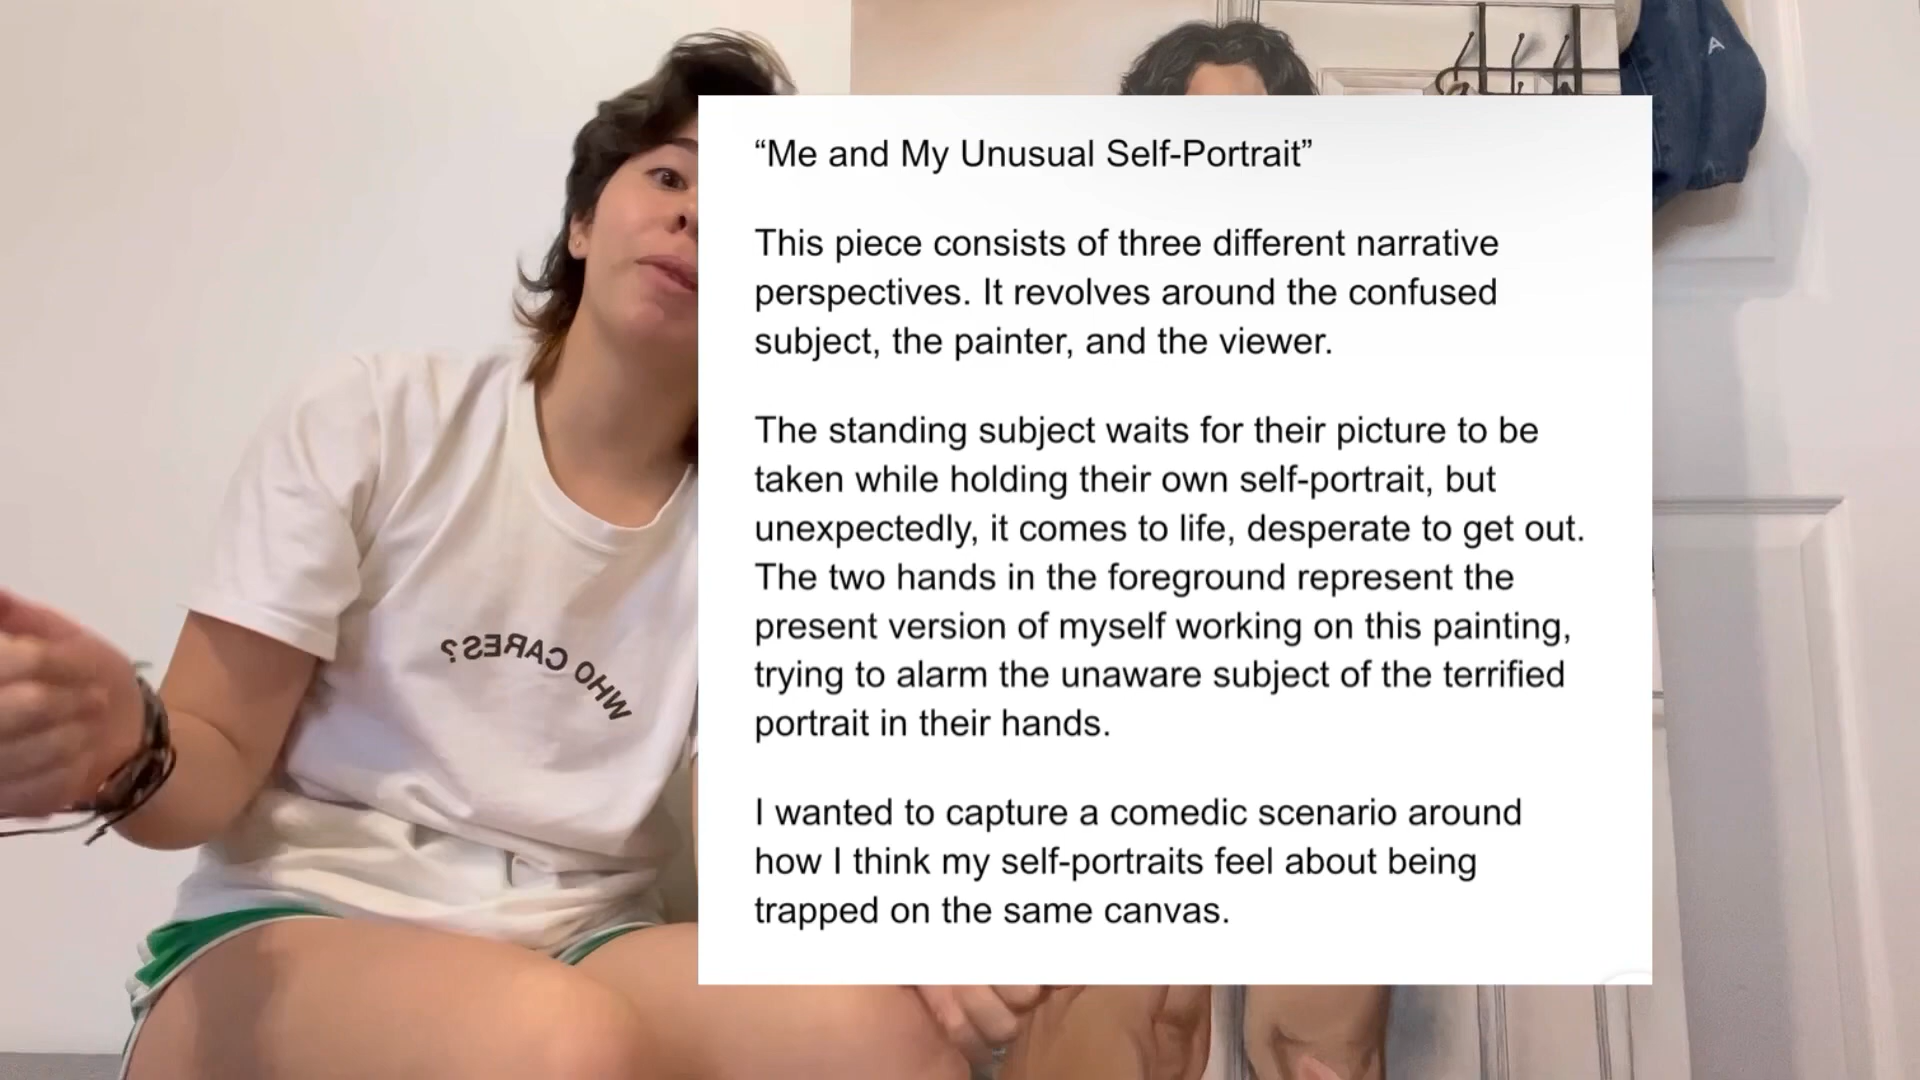 “Me and My Unusual Self-Portrait”
This piece consists of three different narrative
perspectives. It revolves around the confused
subject, the painter, and the viewer.
The standing subject waits for their picture to be
taken while holding their own self-portrait, but
unexpectedly, it comes to life, desperate to get out.
The two hands in the foreground represent the
present version of myself working on this painting,
trying to alarm the unaware subject of the terrified
portrait in their hands.
I wanted to capture a comedic scenario around
how I think my self-portraits feel about being
trapped on the same canvas.
WHO CARES?
A